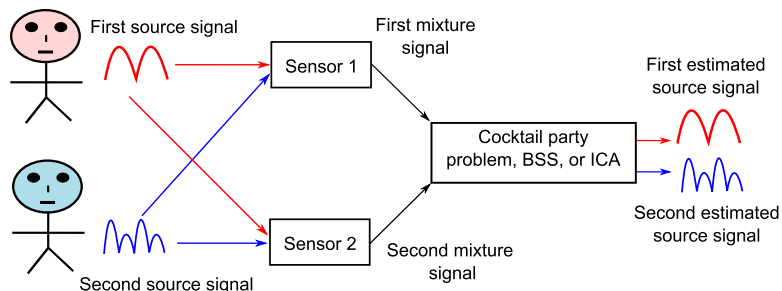 First source signal
Sensor 1
First mixture
signal
First estimated
source signal
Cocktail party
problem, BSS, or ICA
Second source signal
Sensor 2
Second mixture
signal
Second estimated
source signal